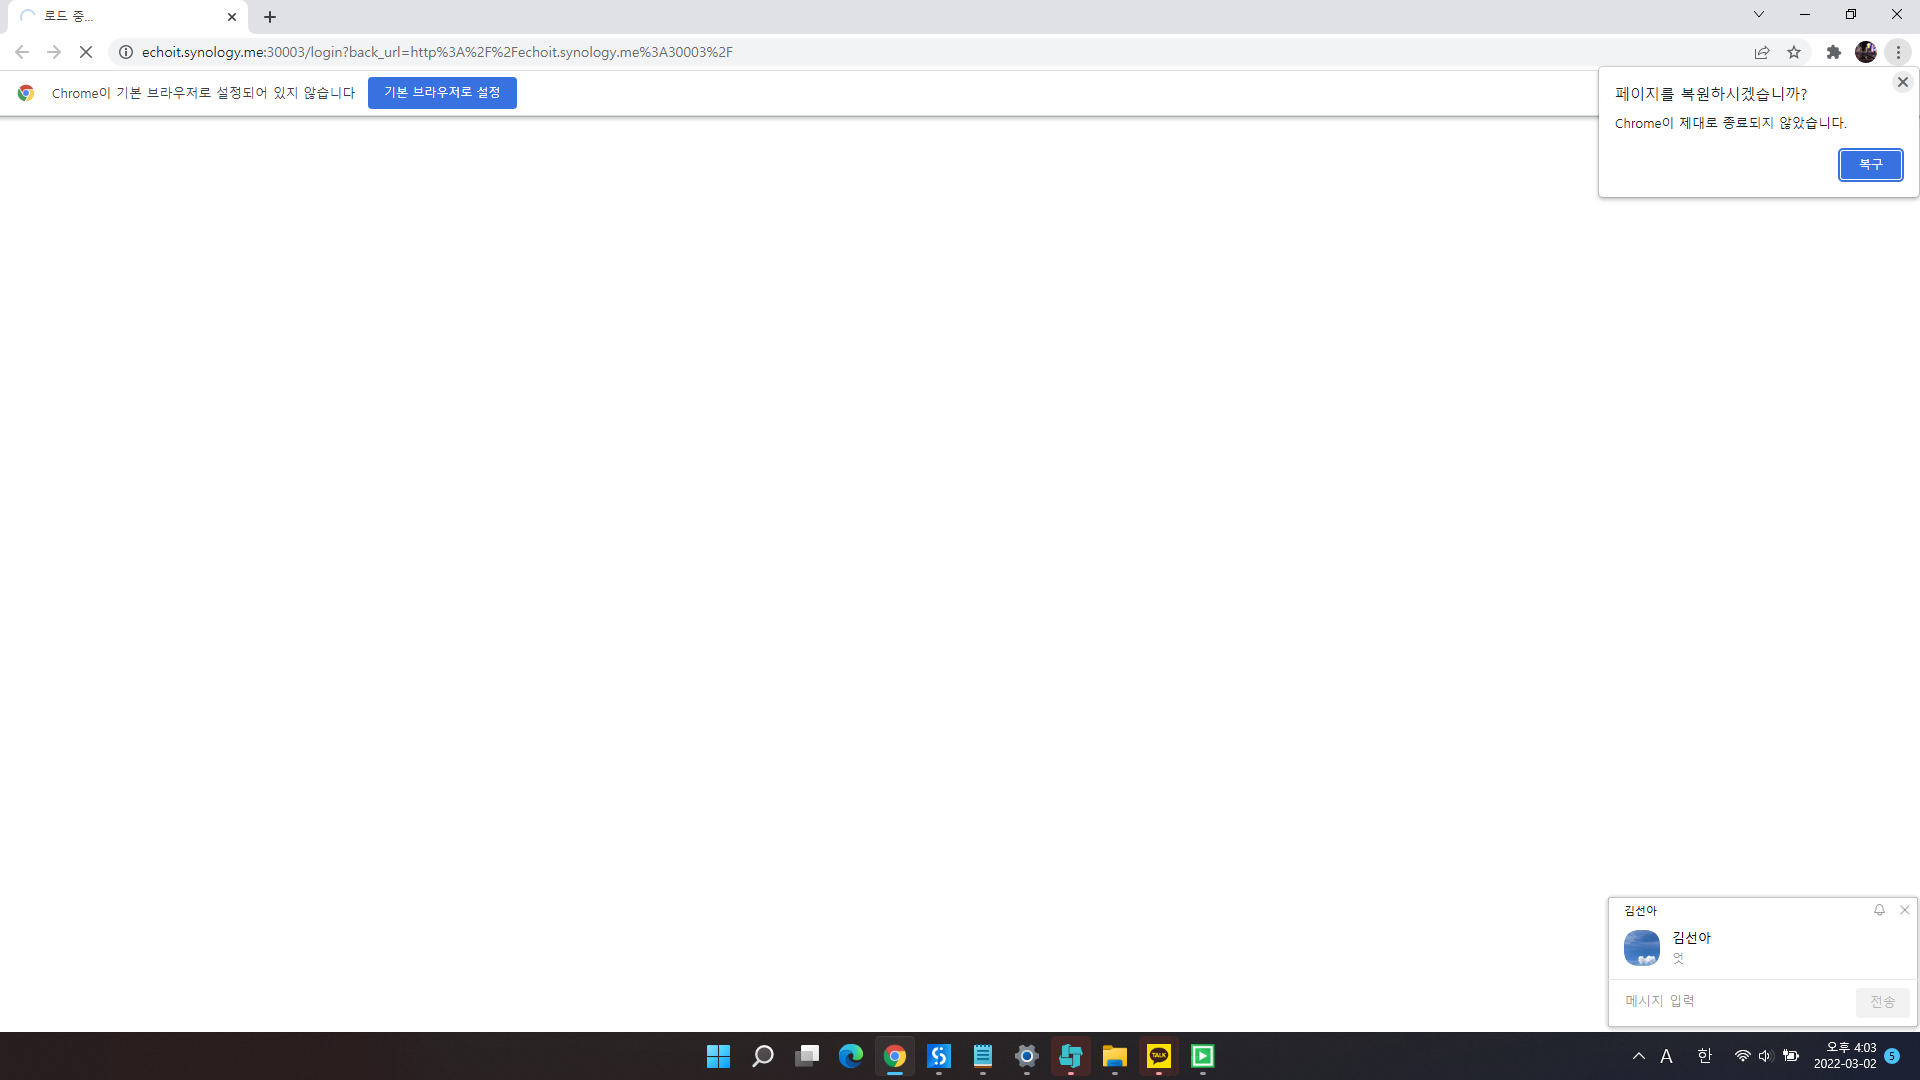 로드 중...
echoit.synology.me:30003/login?back_url=http%3A%2F%2Fechoit.synology.me%3A30003%2F
Chrome이 기본 브라우저로 설정되어 있지 않습니다
기본 브라우저로 설정
페이지를 복원하시겠습니까?
Chrome이 제대로 종료되지 않았습니다.
복구
김선아
김선아
엇
메시지 입력
전송
TALK
A
한
오후 4:03
2022-03-02
5